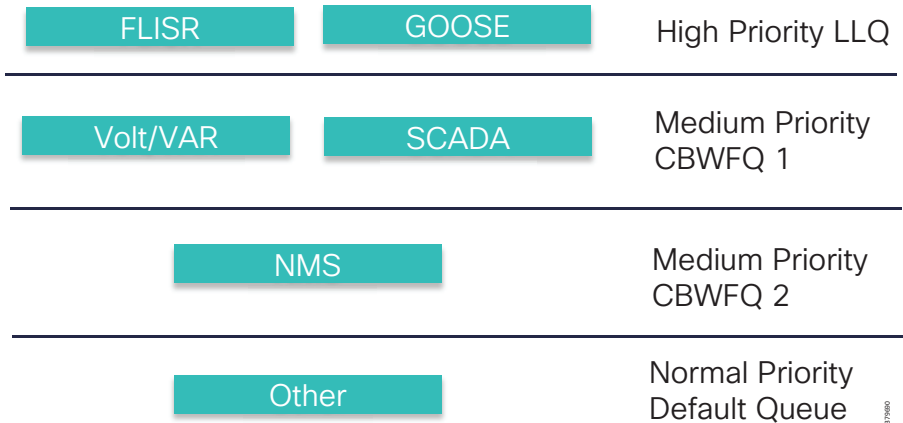 FLISR GOOSE High Priority LLQ
Volt/VAR SCADA Medium Priority
CBWFQ 1
NMS Medium Priority
CBWFQ 2
Other Normal Priority
Default Queue
379690